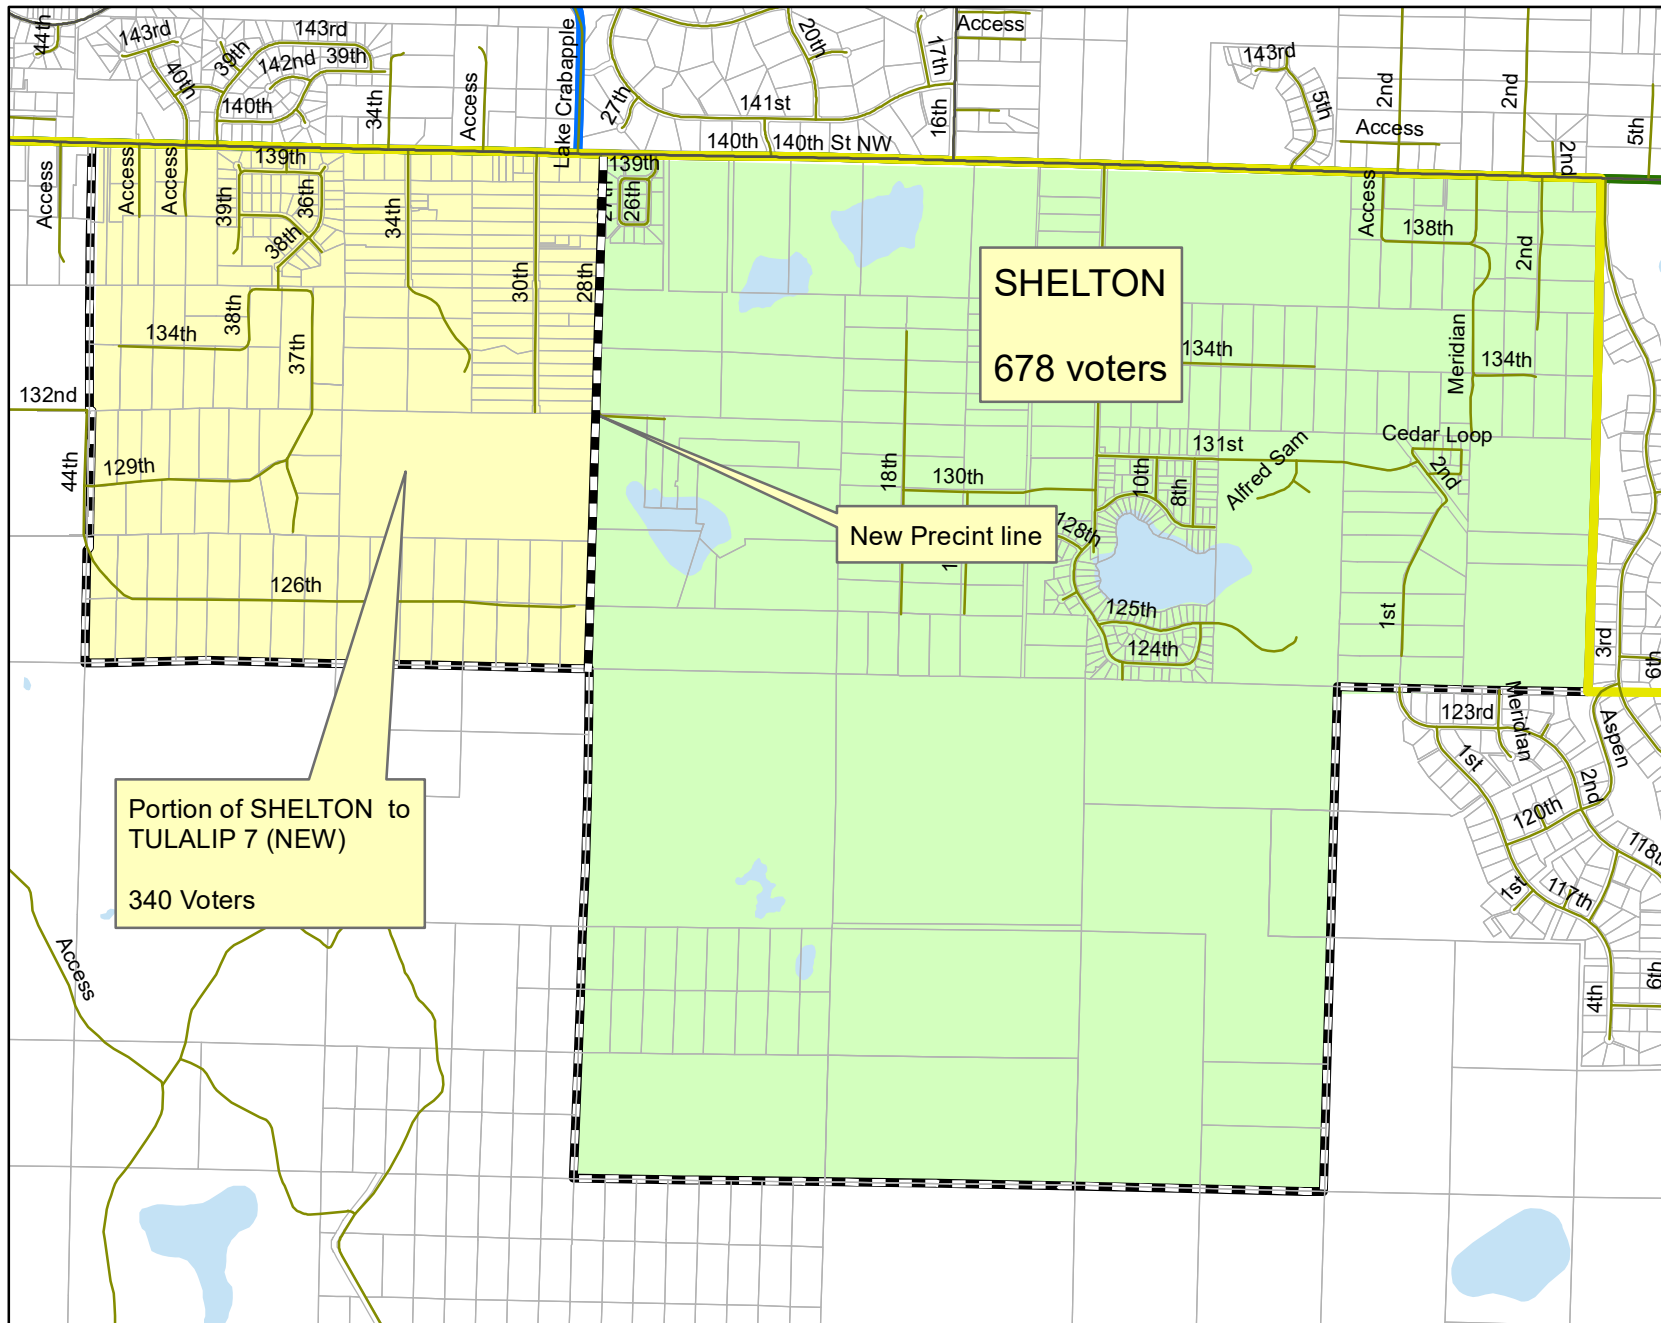 44th
143rd
40th
39th
143rd
142nd
39th
140th
34th
Access
Lake Crabapple
27th
20th
141st
17th
16th
140th
140th St NW
Access
143rd
5th
2nd
Access
2nd
2nd
5th
Access
Access
Access
139th
39th
36th
38th
34th
30th
28th
139th
27th
26th
38th
134th
37th
132nd
44th
129th
126th
SHELTON
678 voters
Access
138th
2nd
Meridian
134th
134th
131st
Alfred Sam
Cedar Loop
2nd
18th
130th
10th
8th
128th
New Precint line
125th
124th
1st
3rd
6th
123rd
Meridian
Aspen
1st
2nd
120th
118th
117th
1st
4th
6th
Portion of SHELTON to
TULALIP 7 (NEW)
340 Voters
Access